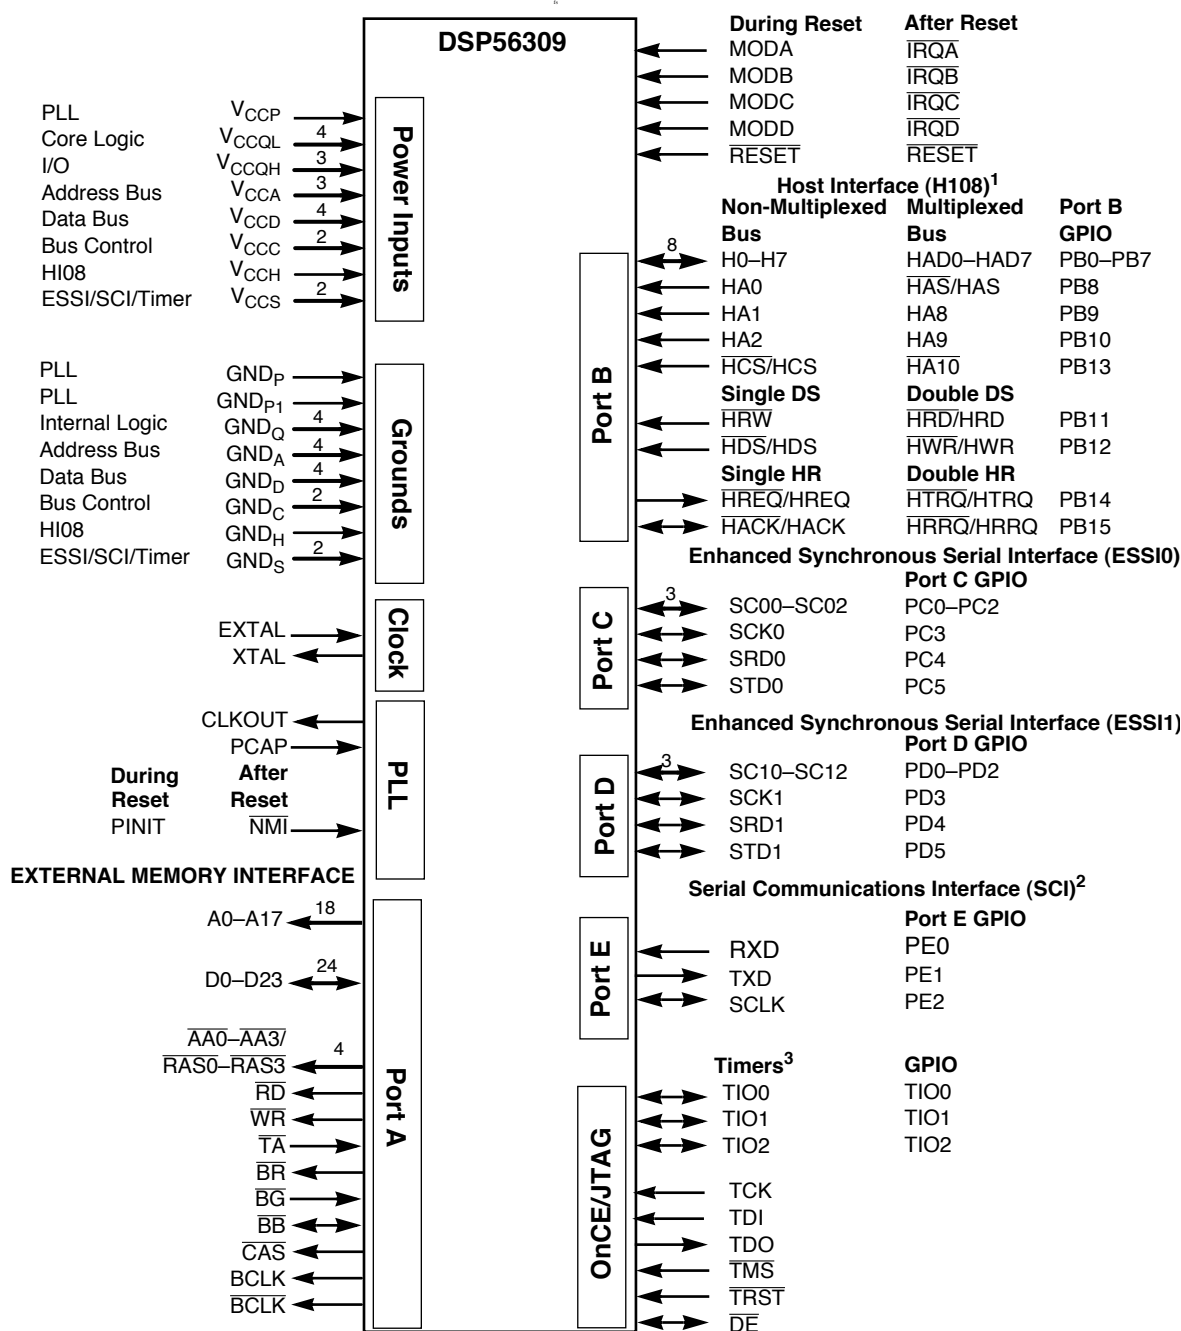 DSP56309
During Reset After Reset
MODA IRQA
MODB IRQB
MODC IRQC
MODD IRQD
RESET RESET
PLL VCCP
Core Logic VCCQL 4
I/O VCCQH 3
Address Bus VCCA 3
Data Bus VCCD 4
Bus Control VCCC 2
HI08 VCCH
ESSI/SCI/Timer VCCS 2
Power Inputs
PLL GNDP
PLL GNDP1
Internal Logic GNDQ 4
Address Bus GNDA 4
Data Bus GNDD 4
Bus Control GNDC 2
HI08 GNDH
ESSI/SCI/Timer GNDS 2
Grounds
EXTAL
XTAL
Clock
CLKOUT
PCAP
During After
Reset Reset
PINIT NMI
PLL
EXTERNAL MEMORY INTERFACE
A0–A17 18
D0–D23 24
AA0–AA3/
RAS0–RAS3 4
RD
WR
TA
BR
BG
BB
CAS
BCLK
BCLK
Port A
Host Interface (H108)1
Non-Multiplexed Multiplexed Port B
Bus Bus GPIO
8 H0–H7 HAD0–HAD7 PB0–PB7
HA0 HAS/HAS PB8
HA1 HA8 PB9
HA2 HA9 PB10
HCS/HCS HA10 PB13
Single DS Double DS
HRW HRD/HRD PB11
HDS/HDS HWR/HWR PB12
Single HR Double HR
HREQ/HREQ HTRQ/HTRQ PB14
HACK/HACK HRRQ/HRRQ PB15
Port B
Enhanced Synchronous Serial Interface (ESSI0)
Port C GPIO
3 SC00–SC02 PC0–PC2
SCK0 PC3
SRD0 PC4
STD0 PC5
Port C
Enhanced Synchronous Serial Interface (ESSI1)
Port D GPIO
3 SC10–SC12 PD0–PD2
SCK1 PD3
SRD1 PD4
STD1 PD5
Port D
Serial Communications Interface (SCI)2
Port E GPIO
RXD PE0
TXD PE1
SCLK PE2
Port E
Timers3 GPIO
TIO0 TIO0
TIO1 TIO1
TIO2 TIO2
TCK
TDI
TDO
TMS
TRST
DE
OnCE/JTAG